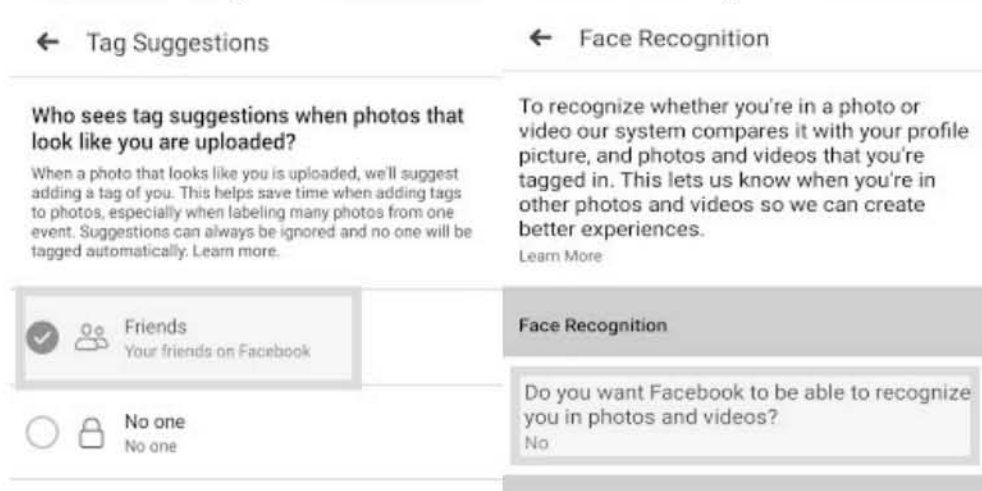 Tag Suggestions
Who sees tag suggestions when photos that
look like you are uploaded?
When a photo that looks like you is uploaded, we'll suggest
adding a tag of you. This helps save time when adding tags
to photos, especially when labeling many photos from one
event. Suggestions can always be ignored and no one will be
tagged automatically. Learn more.
Friends
Your friends on Facebook
No one
No one
Face Recognition
To recognize whether you're in a photo or
video our system compares it with your profile
picture, and photos and videos that you're
tagged in. This lets us know when you're in
other photos and videos so we can create
better experiences.
Learn More
Face Recognition
Do you want Facebook to be able to recognize
you in photos and videos?
No